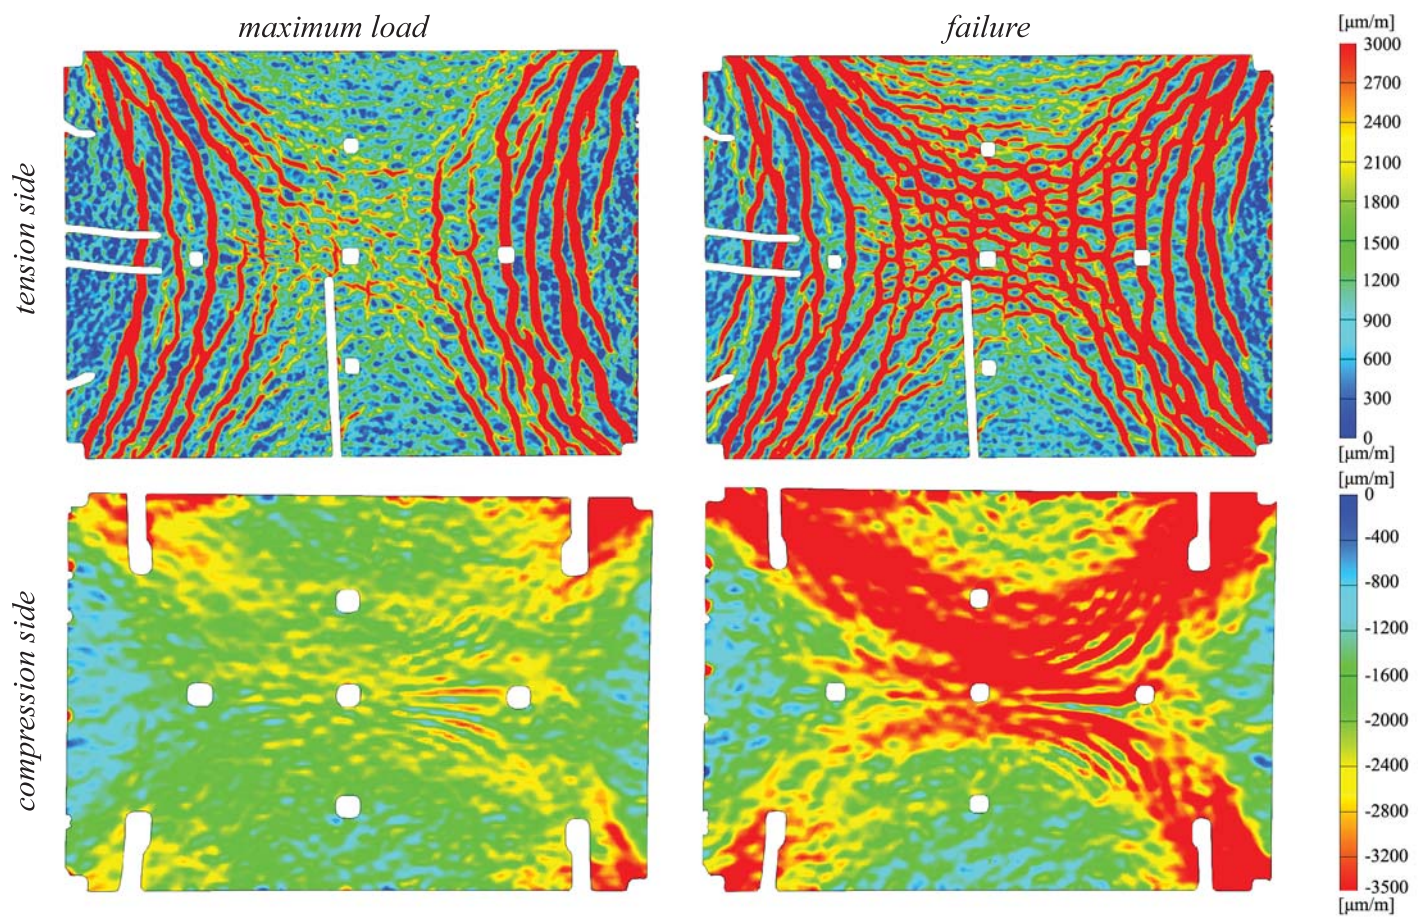 maximum load
failure
tension side
compression side
[µm/m]
3000
2700
2400
2100
1800
1500
1200
900
600
300
0
[µm/m]
[µm/m]
0
-400
-800
-1200
-1600
-2000
-2400
-2800
-3200
-3500
[µm/m]